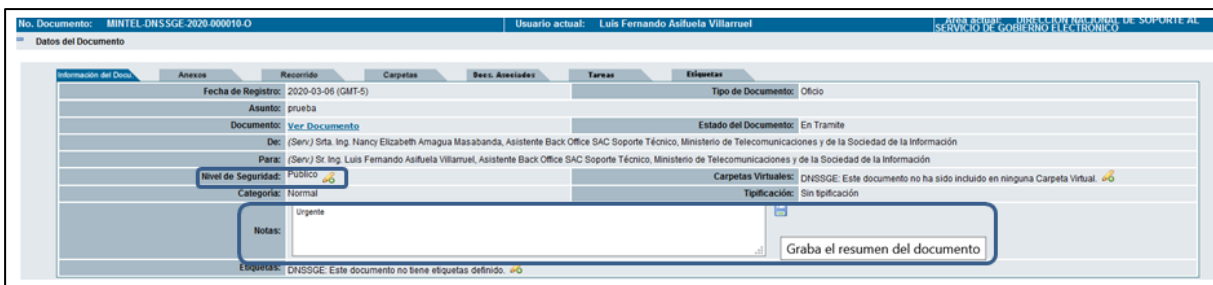 No. Documento: MINTEL-DNSSGE-2020-000010-O Usuario actual: Luis Fernando Asifuela Villarruel Area actual: DIRECCIÓN NACIONAL DE SOPORTE AL
SERVICIO DE GOBIERNO ELECTRÓNICO
Datos del Documento
Información del Docu. Anexos Recorrido Carpetas Docs. Asociados Tareas Etiquetas
Fecha de Registro: 2020-03-06 (GMT-5) Tipo de Documento: Oficio
Asunto: prueba
Documento: Ver Documento Estado del Documento: En Tramite
De: (Serv.) Srta. Ing. Nancy Elizabeth Amagua Masabanda, Asistente Back Office SAC Soporte Técnico, Ministerio de Telecomunicaciones y de la Sociedad de la Información
Para: (Serv.) Sr. Ing. Luis Fernando Asifuela Villarruel, Asistente Back Office SAC Soporte Técnico, Ministerio de Telecomunicaciones y de la Sociedad de la Información
Nivel de Seguridad: Público Carpetas Virtuales: DNSSGE: Este documento no ha sido incluido en ninguna Carpeta Virtual.
Categoría: Normal Tipificación: Sin tipificación
Notas: Urgente
Graba el resumen del documento
Etiquetas: DNSSGE: Este documento no tiene etiquetas definido.